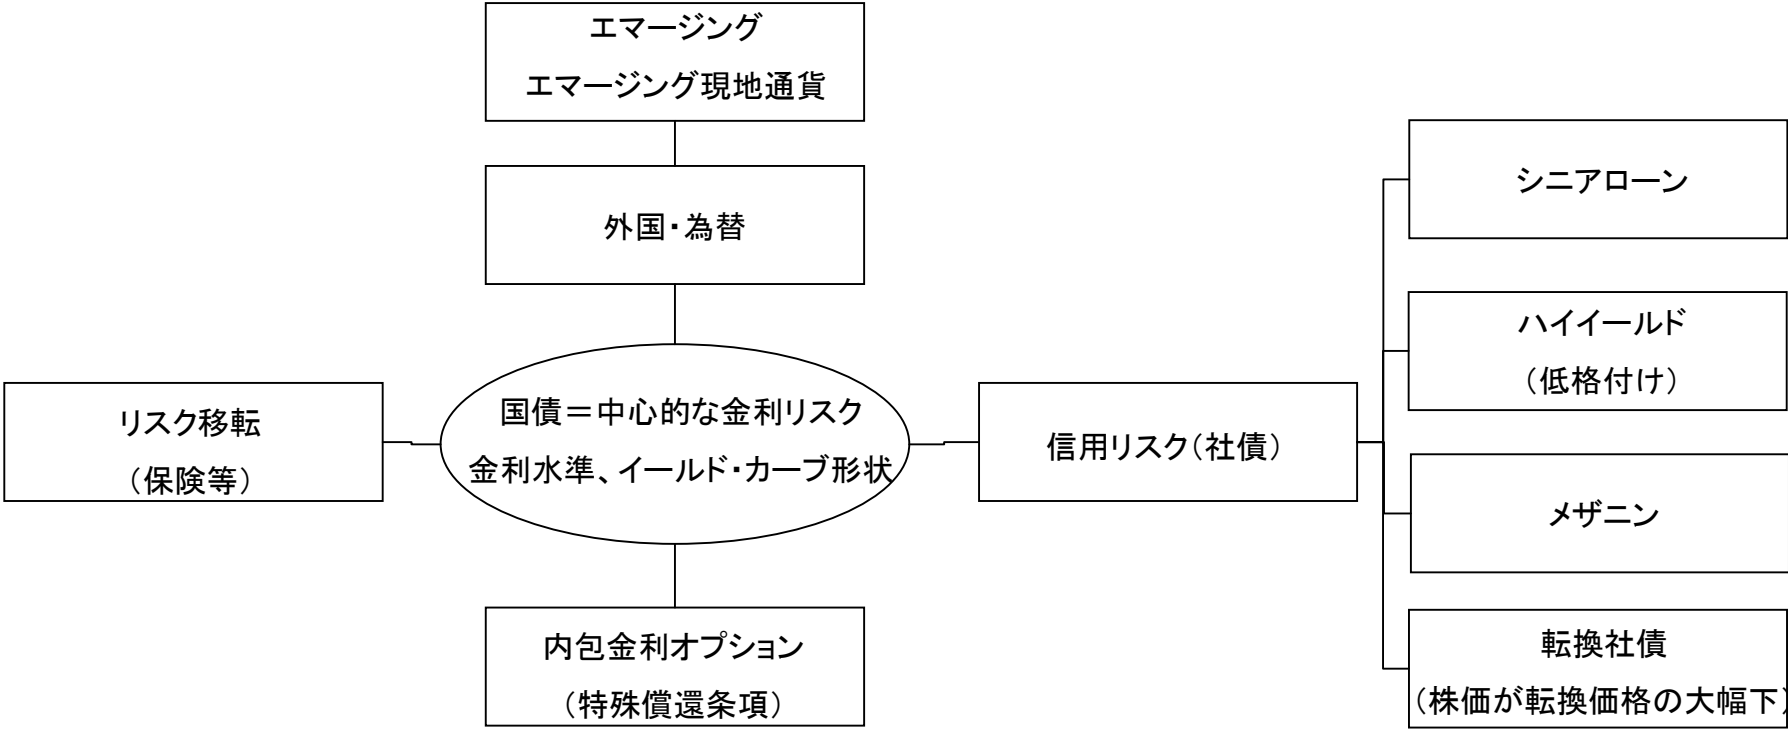 エマージング
エマージング現地通貨
外国・為替
国債＝中心的な金利リスク
金利水準、イールド・カーブ形状
リスク移転
（保険等）
内包金利オプション
（特殊償還条項）
信用リスク（社債）
シニアローン
ハイイールド
（低格付け）
メザニン
転換社債
（株価が転換価格の大幅下）